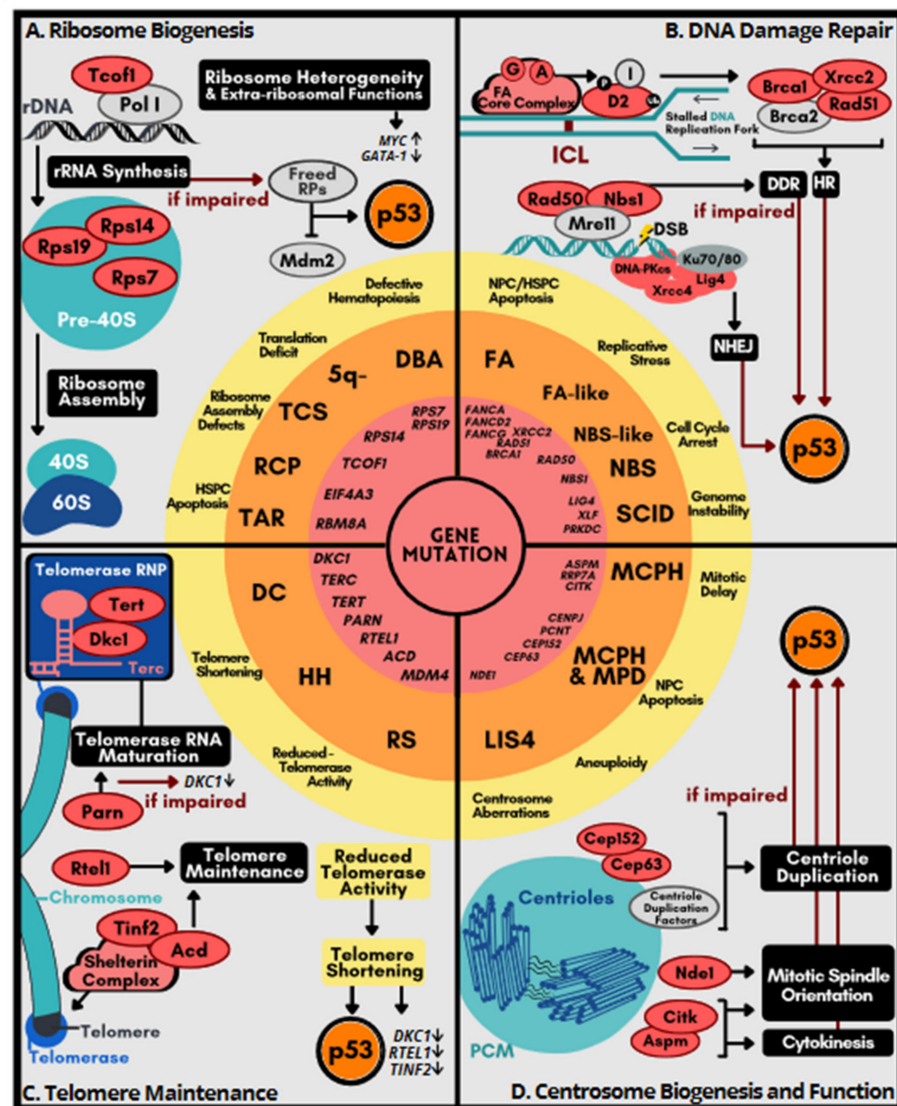 A. Ribosome Biogenesis
Tcof1
rDNA
Pol I
Ribosome Heterogeneity
& Extra-ribosomal Functions
MYC ↑
GATA-1 ↓
rRNA Synthesis
if impaired
Freed
RPs
p53
Mdm2
Rps14
Rps19
Rps7
Pre-40S
Ribosome
Assembly
40S
60S
B. DNA Damage Repair
G
A
FA
Core Complex
P
I
D2
Ub
Stalled DNA
Replication Fork
ICL
Brca1
Xrcc2
Brca2
Rad51
Rad50
Nbs1
Mre11
DSB
DNA-PKcs
Ku70/80
Lig4
Xrcc4
DDR
HR
if impaired
NHEJ
p53
Defective
Hematopoiesis
Translation
Deficit
Ribosome
Assembly
Defects
HSPC
Apoptosis
NPC/HSPC
Apoptosis
Replicative
Stress
Cell Cycle
Arrest
Genome
Instability
DBA
5q-
TCS
RCP
TAR
FA
FA-like
NBS-like
NBS
SCID
RPS7
RPS19
RPS14
TCOF1
EIF4A3
RBM8A
FANCA
FANCD2
FANCG
XRCC2
RAD51
BRCA1
RAD50
NBS1
LIG4
XLF
PRKDC
GENE
MUTATION
DKC1
TERC
TERT
PARN
RTEL1
ACD
MDM4
ASPM
RRP7A
CITK
CENPJ
PCNT
CEP152
CEP63
NDE1
DC
HH
RS
MCPH
MCPH
& MPD
LIS4
Telomere
Shortening
Reduced-
Telomerase
Activity
Mitotic
Delay
NPC
Apoptosis
Aneuploidy
Centrosome
Aberrations
Telomerase RNP
Tert
Dkc1
Terc
Telomerase RNA
Maturation
DKC1↓
if impaired
Parn
Rtel1
Telomere
Maintenance
Chromosome
Tinf2
Acd
Shelterin
Complex
Telomere
Telomerase
Reduced
Telomerase
Activity
Telomere
Shortening
p53
DKC1↓
RTEL1↓
TINF2↓
C. Telomere Maintenance
p53
if impaired
Cep152
Cep63
Centrioles
Centriole
Duplication
Factors
Centriole
Duplication
Nde1
Mitotic Spindle
Orientation
Citk
Aspm
Cytokinesis
PCM
D. Centrosome Biogenesis and Function